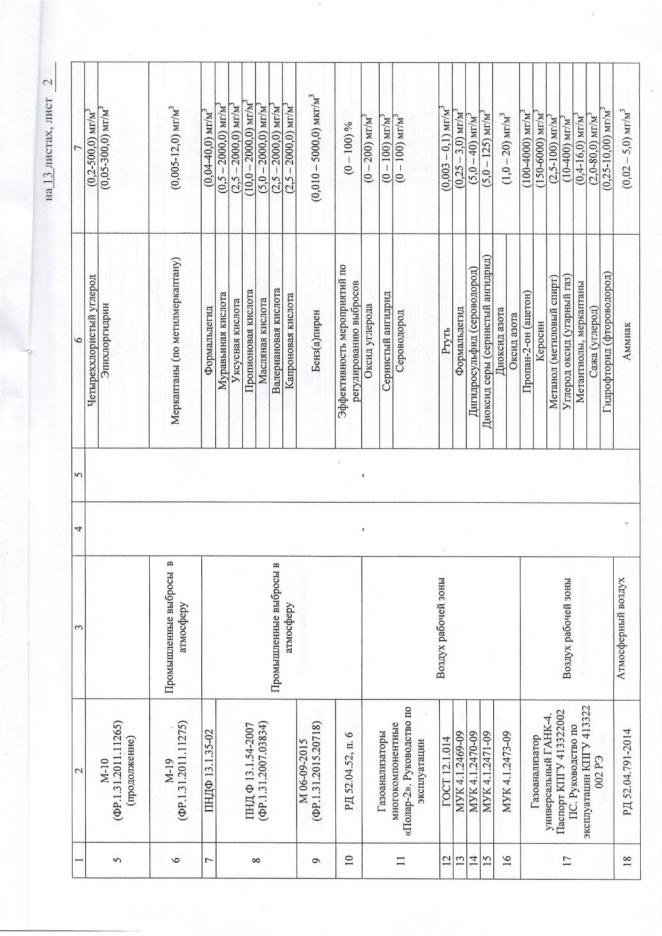 на 13 листах, лист 2
1 2 3 4 5 6 7
5 М-10 (ФР.1.31.2011.11265) (продолжение) Четыреххлористый углерод (0,2-500,0) мг/м³
Эпихлоргидрин (0,05-300,0) мг/м³
6 М-19 (ФР.1.31.2011.11275) Промышленные выбросы в атмосферу Меркаптаны (по метилмеркаптану) (0,005-12,0) мг/м³
7 ПНДФ 13.1.35-02 Промышленные выбросы в атмосферу Формальдегид (0,04-40,0) мг/м³
8 ПНД Ф 13.1.54-2007 (ФР.1.31.2007.03834) Муравьиная кислота (0,5 – 2000,0) мг/м³
Уксусная кислота (2,5 – 2000,0) мг/м³
Пропионовая кислота (10,0 – 2000,0) мг/м³
Масляная кислота (5,0 – 2000,0) мг/м³
Валериановая кислота (2,5 – 2000,0) мг/м³
Капроновая кислота (2,5 – 2000,0) мг/м³
9 М 06-09-2015 (ФР.1.31.2015.20718) Бенз(а)пирен (0,010 – 5000,0) мкг/м³
10 РД 52.04.52, п. 6 Эффективность мероприятий по регулированию выбросов (0 – 100) %
11 Газоанализаторы многокомпонентные «Полар-2». Руководство по эксплуатации Воздух рабочей зоны - - Оксид углерода (0 – 200) мг/м³
Сернистый ангидрид (0 – 100) мг/м³
Сероводород (0 – 100) мг/м³
12 ГОСТ 12.1.014 Ртуть (0,003 – 0,1) мг/м³
13 МУК 4.1.2469-09 Формальдегид (0,25 – 3,0) мг/м³
14 МУК 4.1.2470-09 Дигидросульфид (сероводород) (5,0 – 40) мг/м³
15 МУК 4.1.2471-09 Диоксид серы (сернистый ангидрид) (5,0 – 125) мг/м³
16 МУК 4.1.2473-09 Диоксид азота (1,0 – 20) мг/м³
Оксид азота
17 Газоанализатор универсальный ГАНК-4. Паспорт КПГУ 413322002 ПС. Руководство по эксплуатации КПГУ 413322 002 РЭ Воздух рабочей зоны Пропан-2-он (ацетон) (100-4000) мг/м³
Керосин (150-6000) мг/м³
Метанол (метиловый спирт) (2,5-100) мг/м³
Углерод оксид (угарный газ) (10-400) мг/м³
Метантиолы, меркаптаны (0,4-16,0) мг/м³
Сажа (углерод) (2,0-80,0) мг/м³
Гидрофторид (фтороводород) (0,25-10,00) мг/м³
18 РД 52.04.791-2014 Атмосферный воздух Аммиак (0,02 – 5,0) мг/м³